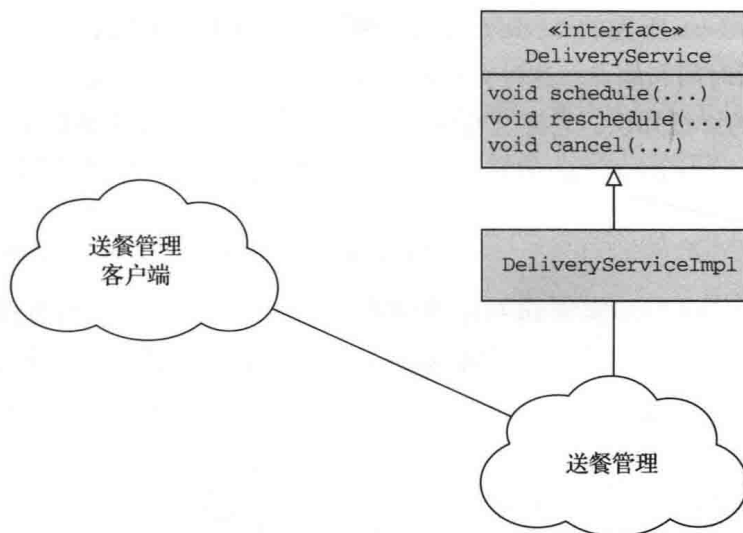 «interface»
DeliveryService
void schedule(...)
void reschedule(...)
void cancel(...)
送餐管理
客户端
DeliveryServiceImpl
送餐管理